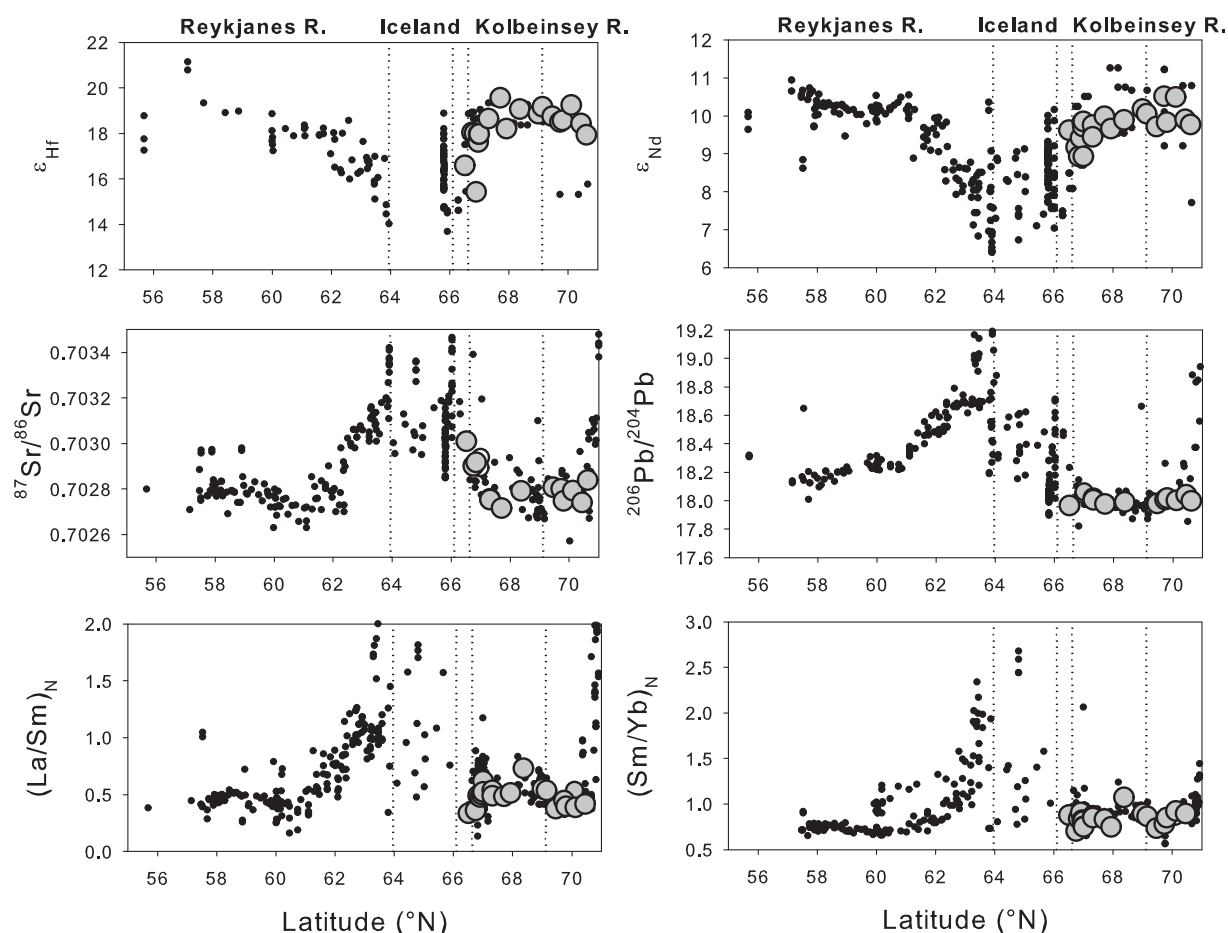 Reykjanes R. Iceland Kolbeinsey R. Reykjanes R. Iceland Kolbeinsey R.
εHf
22
20
18
16
14
12
56 58 60 62 64 66 68 70
εNd
12
11
10
9
8
7
6
56 58 60 62 64 66 68 70
87Sr/86Sr
0.7034
0.7032
0.7030
0.7028
0.7026
56 58 60 62 64 66 68 70
206Pb/204Pb
19.2
19.0
18.8
18.6
18.4
18.2
18.0
17.8
17.6
56 58 60 62 64 66 68 70
(La/Sm)N
2.0
1.5
1.0
0.5
0.0
56 58 60 62 64 66 68 70
Latitude (°N)
(Sm/Yb)N
3.0
2.5
2.0
1.5
1.0
0.5
56 58 60 62 64 66 68 70
Latitude (°N)